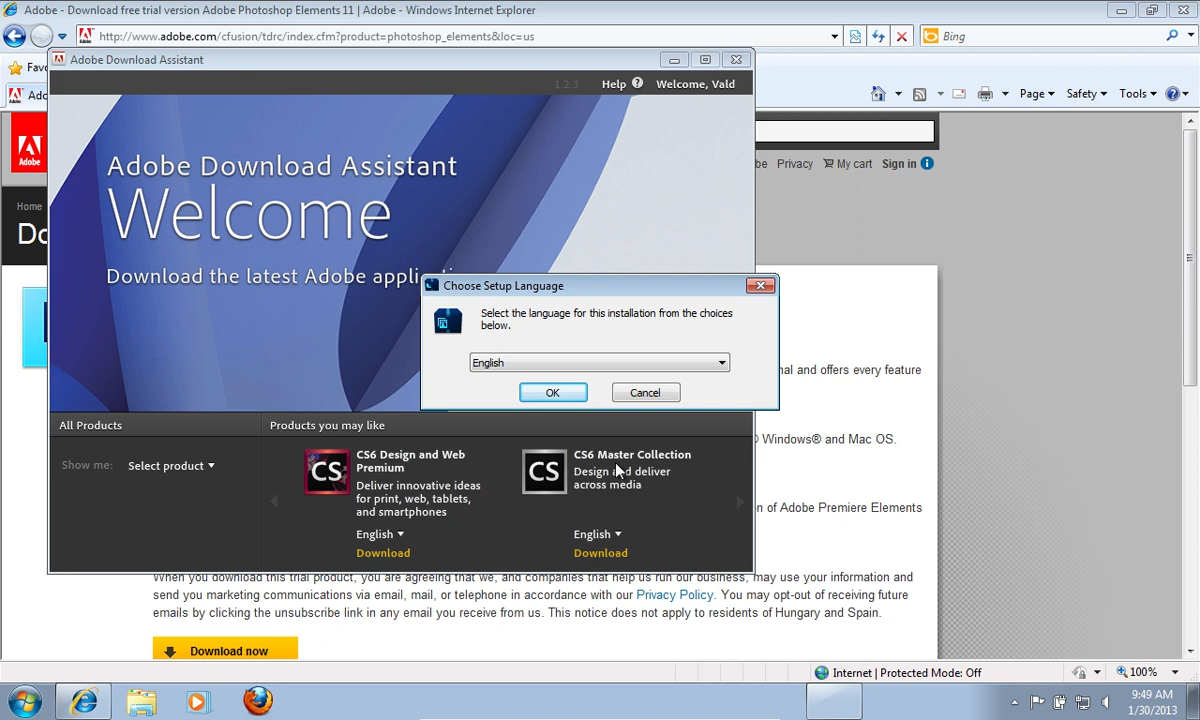 Adobe - Download free trial version Adobe Photoshop Elements 11 | Adobe - Windows Internet Explorer
http://www.adobe.com/cfusion/tdrc/index.cfm?product=photoshop_elements&loc=us
Bing
Page
Safety
Tools
Adobe Download Assistant
1.2.3
Help
Welcome, Vald
Adobe
Privacy
My cart
Sign in
Home
Adobe Download Assistant
Welcome
Download the latest Adobe
Choose Setup Language
Select the language for this installation from the choices
below.
English
OK
Cancel
nal and offers every feature
Windows® and Mac OS.
n of Adobe Premiere Elements
All Products
Products you may like
Show me:
Select product
CS
CS6 Design and Web
Premium
Deliver innovative ideas
for print, web, tablets,
and smartphones
English
Download
CS
CS6 Master Collection
Design and deliver
across media
English
Download
When you download this trial product, you are agreeing that we, and companies that help us run our business, may use your information and
send you marketing communications via email, mail, or telephone in accordance with our Privacy Policy. You may opt-out of receiving future
emails by clicking the unsubscribe link in any email you receive from us. This notice does not apply to residents of Hungary and Spain.
Download now
Internet | Protected Mode: Off
100%
9:49 AM
1/30/2013